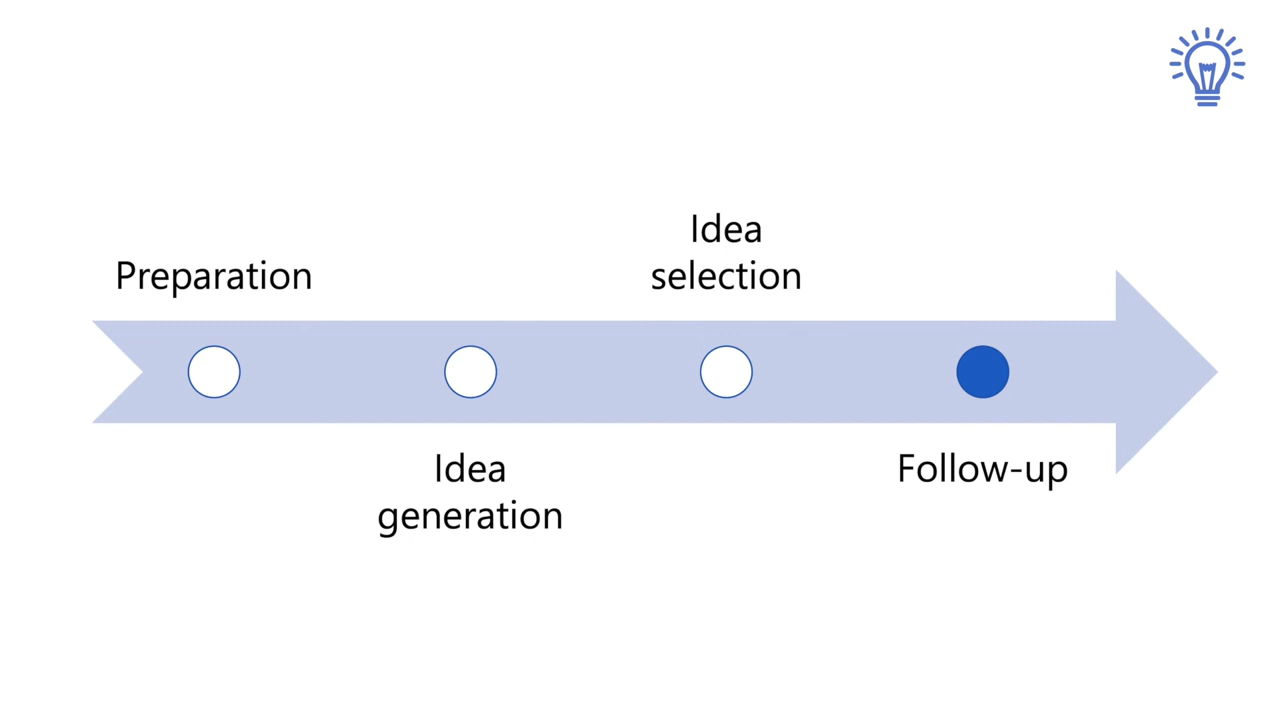 Preparation
Idea
generation
Idea
selection
Follow-up